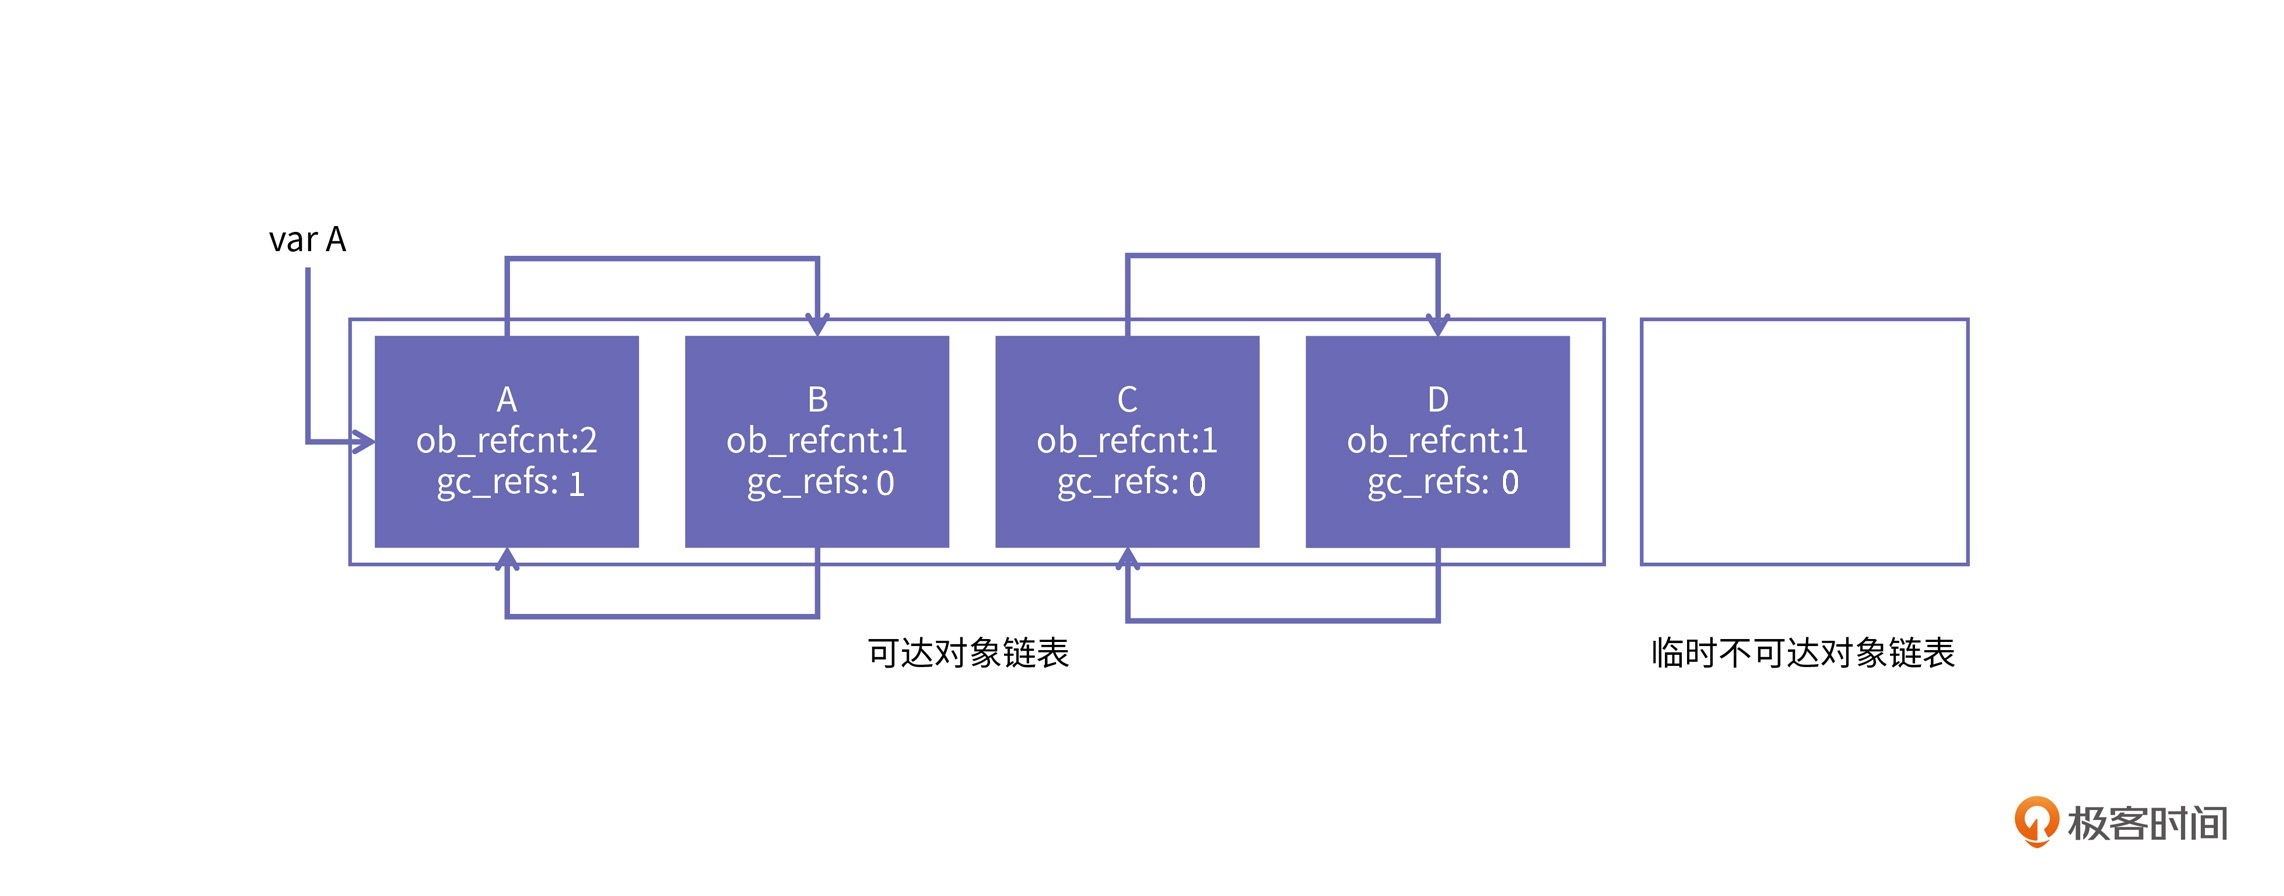 var A
A
ob_refcnt:2
gc_refs: 1
B
ob_refcnt:1
gc_refs: 0
C
ob_refcnt:1
gc_refs: 0
D
ob_refcnt:1
gc_refs: 0
可达对象链表
临时不可达对象链表
极客时间